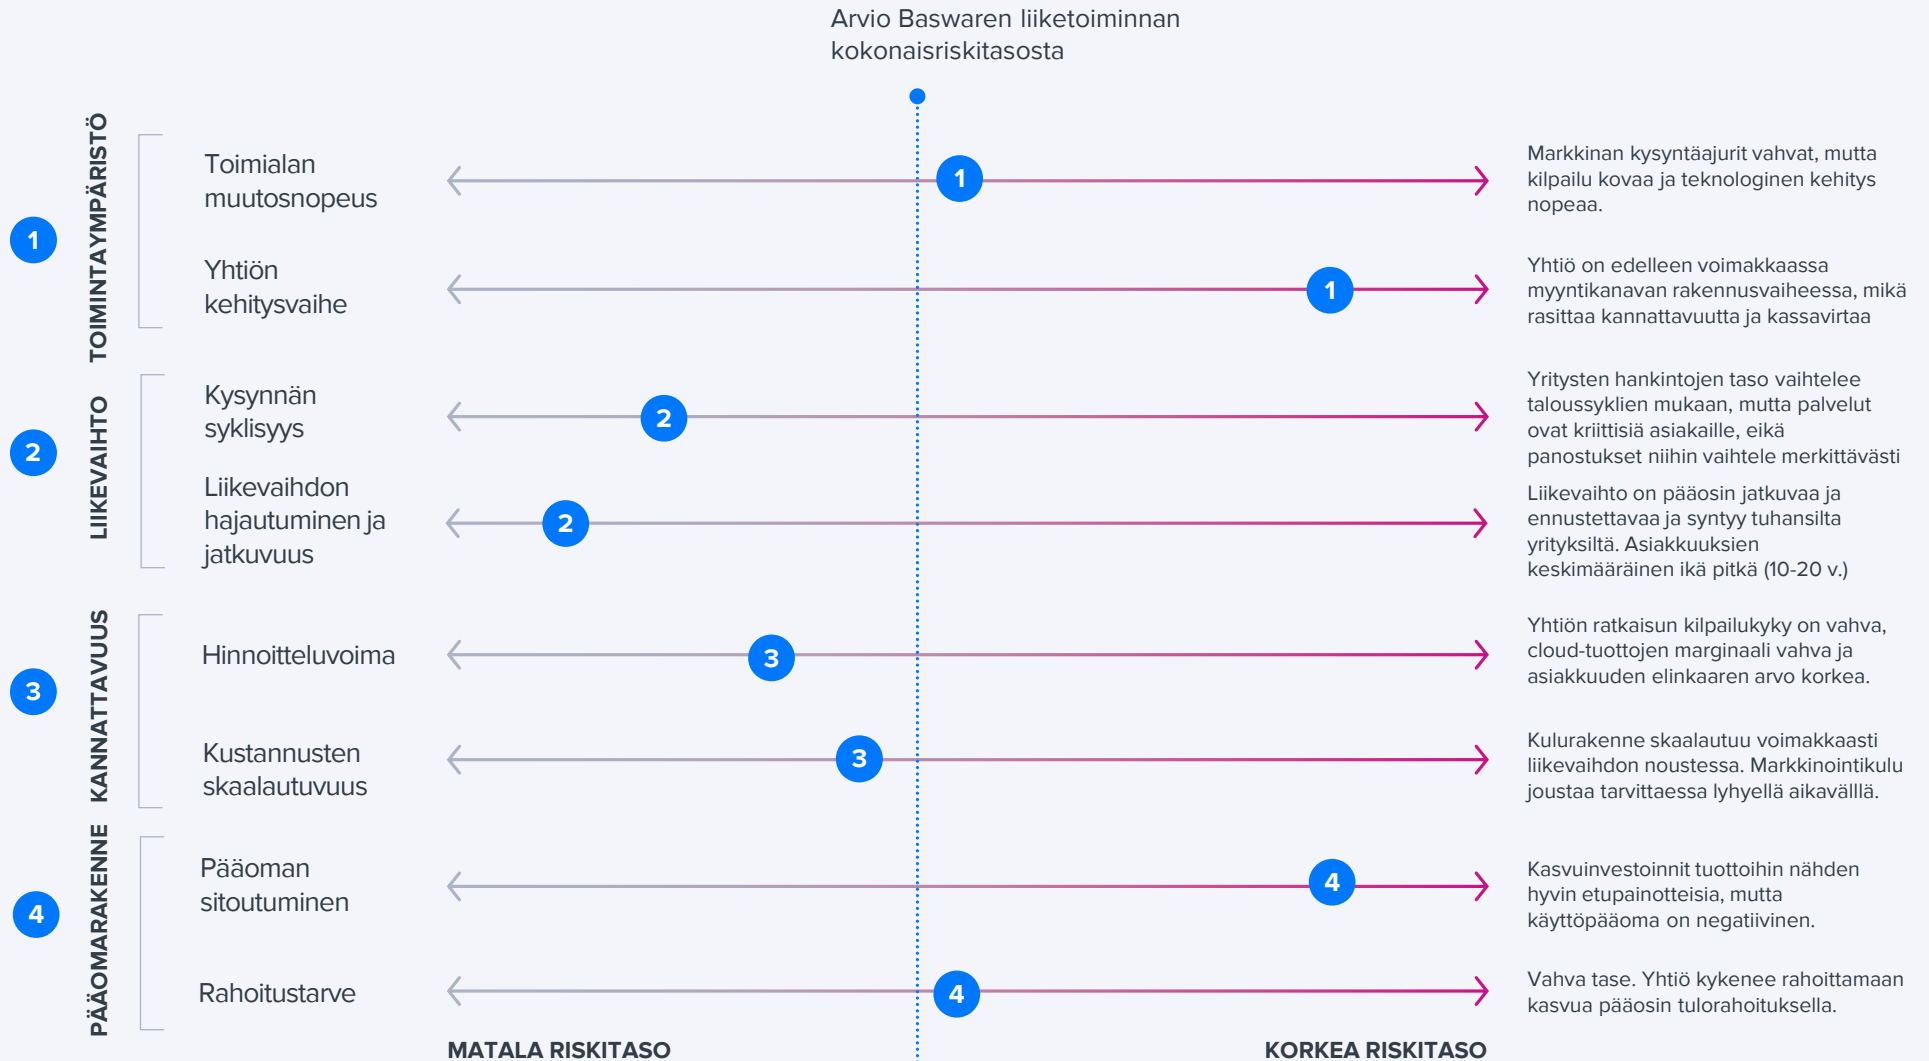 Arvio Baswaren liiketoiminnan
kokonaisriskitasosta
1
TOIMINTAYMPÄRISTÖ
Toimialan
muutosnopeus
1
Markkinan kysyntäajurit vahvat, mutta
kilpailu kovaa ja teknologinen kehitys
nopeaa.
Yhtiön
kehitysvaihe
1
Yhtiö on edelleen voimakkaassa
myyntikanavan rakennusvaiheessa, mikä
rasittaa kannattavuutta ja kassavirtaa
2
LIIKEVAIHTO
Kysynnän
syklisyys
2
Yritysten hankintojen taso vaihtelee
taloussyklien mukaan, mutta palvelut
ovat kriittisiä asiakaille, eikä
panostukset niihin vaihtele merkittävästi
Liikevaihdon
hajautuminen ja
jatkuvuus
2
Liikevaihto on pääosin jatkuvaa ja
ennustettavaa ja syntyy tuhansilta
yrityksiltä. Asiakkuuksien
keskimääräinen ikä pitkä (10-20 v.)
3
KANNATTAVUUS
Hinnoitteluvoima
3
Yhtiön ratkaisun kilpailukyky on vahva,
cloud-tuottojen marginaali vahva ja
asiakkuuden elinkaaren arvo korkea.
Kustannusten
skaalautuvuus
3
Kulurakenne skaalautuu voimakkaasti
liikevaihdon noustessa. Markkinointikulu
joustaa tarvittaessa lyhyellä aikavälllä.
4
PÄÄOMARAKENNE
Pääoman
sitoutuminen
4
Kasvuinvestoinnit tuottoihin nähden
hyvin etupainotteisia, mutta
käyttöpääoma on negatiivinen.
Rahoitustarve
4
Vahva tase. Yhtiö kykenee rahoittamaan
kasvua pääosin tulorahoituksella.
MATALA RISKITASO
KORKEA RISKITASO